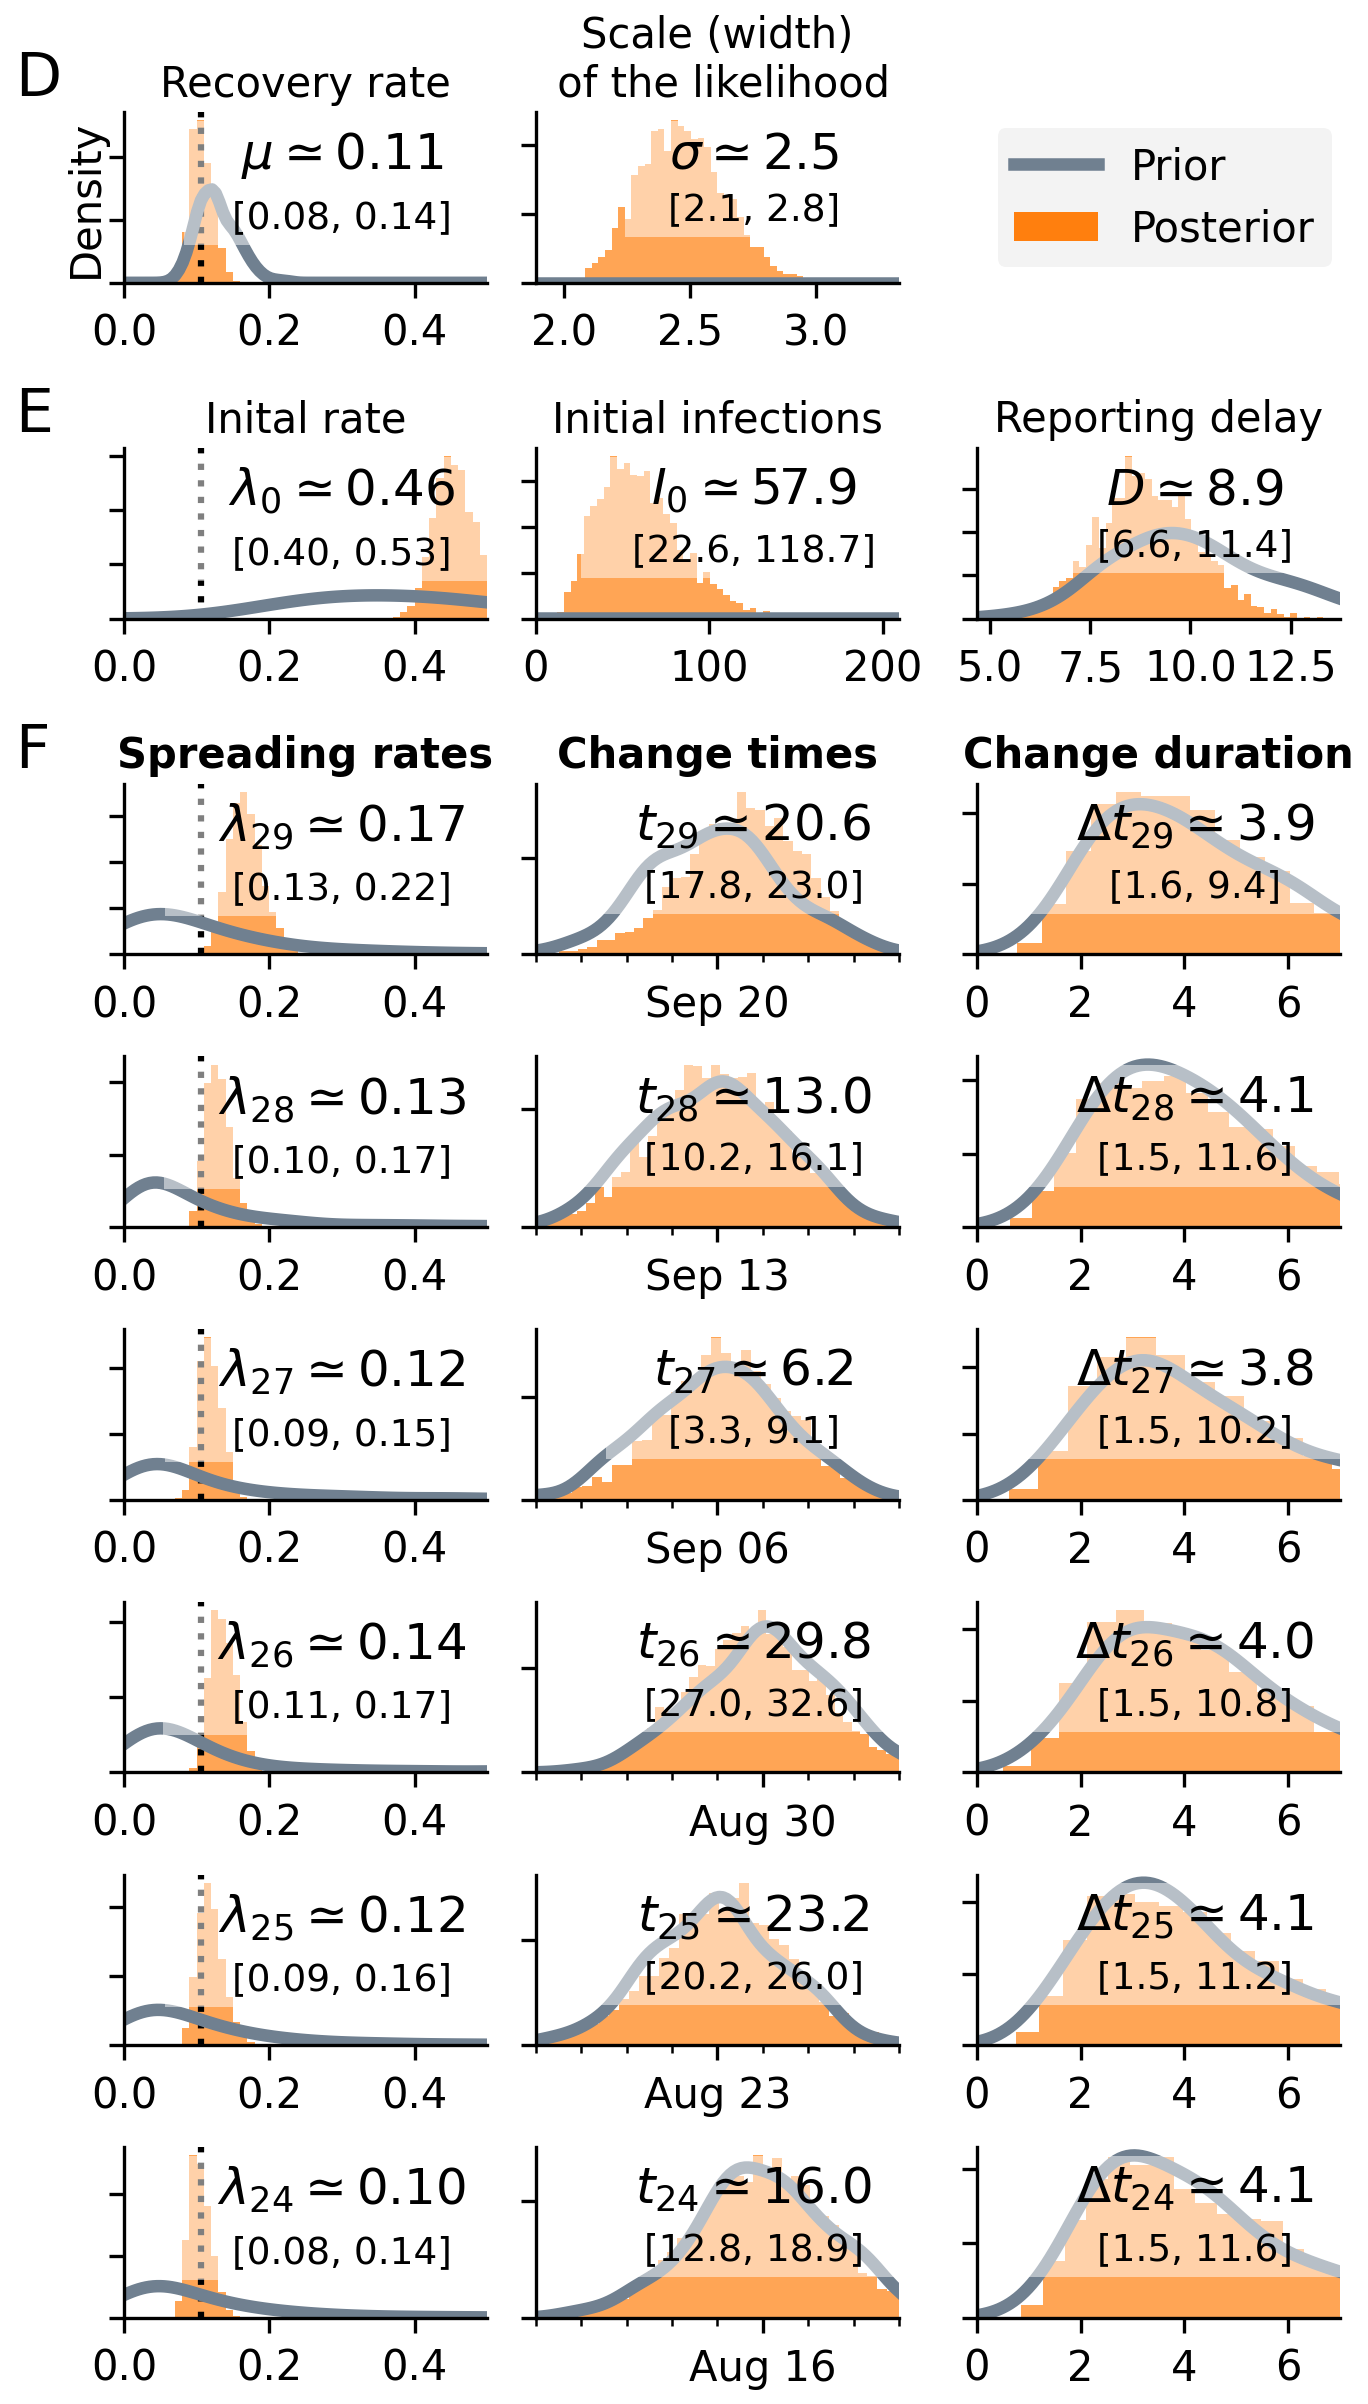 D
Recovery rate
Scale (width)
of the likelihood
Density
μ ≃ 0.11
[0.08, 0.14]
σ ≃ 2.5
[2.1, 2.8]
Prior
Posterior
0.0 0.2 0.4
2.0 2.5 3.0
E
Inital rate
Initial infections
Reporting delay
λ₀ ≃ 0.46
[0.40, 0.53]
I₀ ≃ 57.9
[22.6, 118.7]
D ≃ 8.9
[6.6, 11.4]
0.0 0.2 0.4
0 100 200
5.0 7.5 10.0 12.5
F
Spreading rates
Change times
Change duration
λ₂₉ ≃ 0.17
[0.13, 0.22]
t₂₉ ≃ 20.6
[17.8, 23.0]
Δt₂₉ ≃ 3.9
[1.6, 9.4]
0.0 0.2 0.4
Sep 20
0 2 4 6
λ₂₈ ≃ 0.13
[0.10, 0.17]
t₂₈ ≃ 13.0
[10.2, 16.1]
Δt₂₈ ≃ 4.1
[1.5, 11.6]
0.0 0.2 0.4
Sep 13
0 2 4 6
λ₂₇ ≃ 0.12
[0.09, 0.15]
t₂₇ ≃ 6.2
[3.3, 9.1]
Δt₂₇ ≃ 3.8
[1.5, 10.2]
0.0 0.2 0.4
Sep 06
0 2 4 6
λ₂₆ ≃ 0.14
[0.11, 0.17]
t₂₆ ≃ 29.8
[27.0, 32.6]
Δt₂₆ ≃ 4.0
[1.5, 10.8]
0.0 0.2 0.4
Aug 30
0 2 4 6
λ₂₅ ≃ 0.12
[0.09, 0.16]
t₂₅ ≃ 23.2
[20.2, 26.0]
Δt₂₅ ≃ 4.1
[1.5, 11.2]
0.0 0.2 0.4
Aug 23
0 2 4 6
λ₂₄ ≃ 0.10
[0.08, 0.14]
t₂₄ ≃ 16.0
[12.8, 18.9]
Δt₂₄ ≃ 4.1
[1.5, 11.6]
0.0 0.2 0.4
Aug 16
0 2 4 6